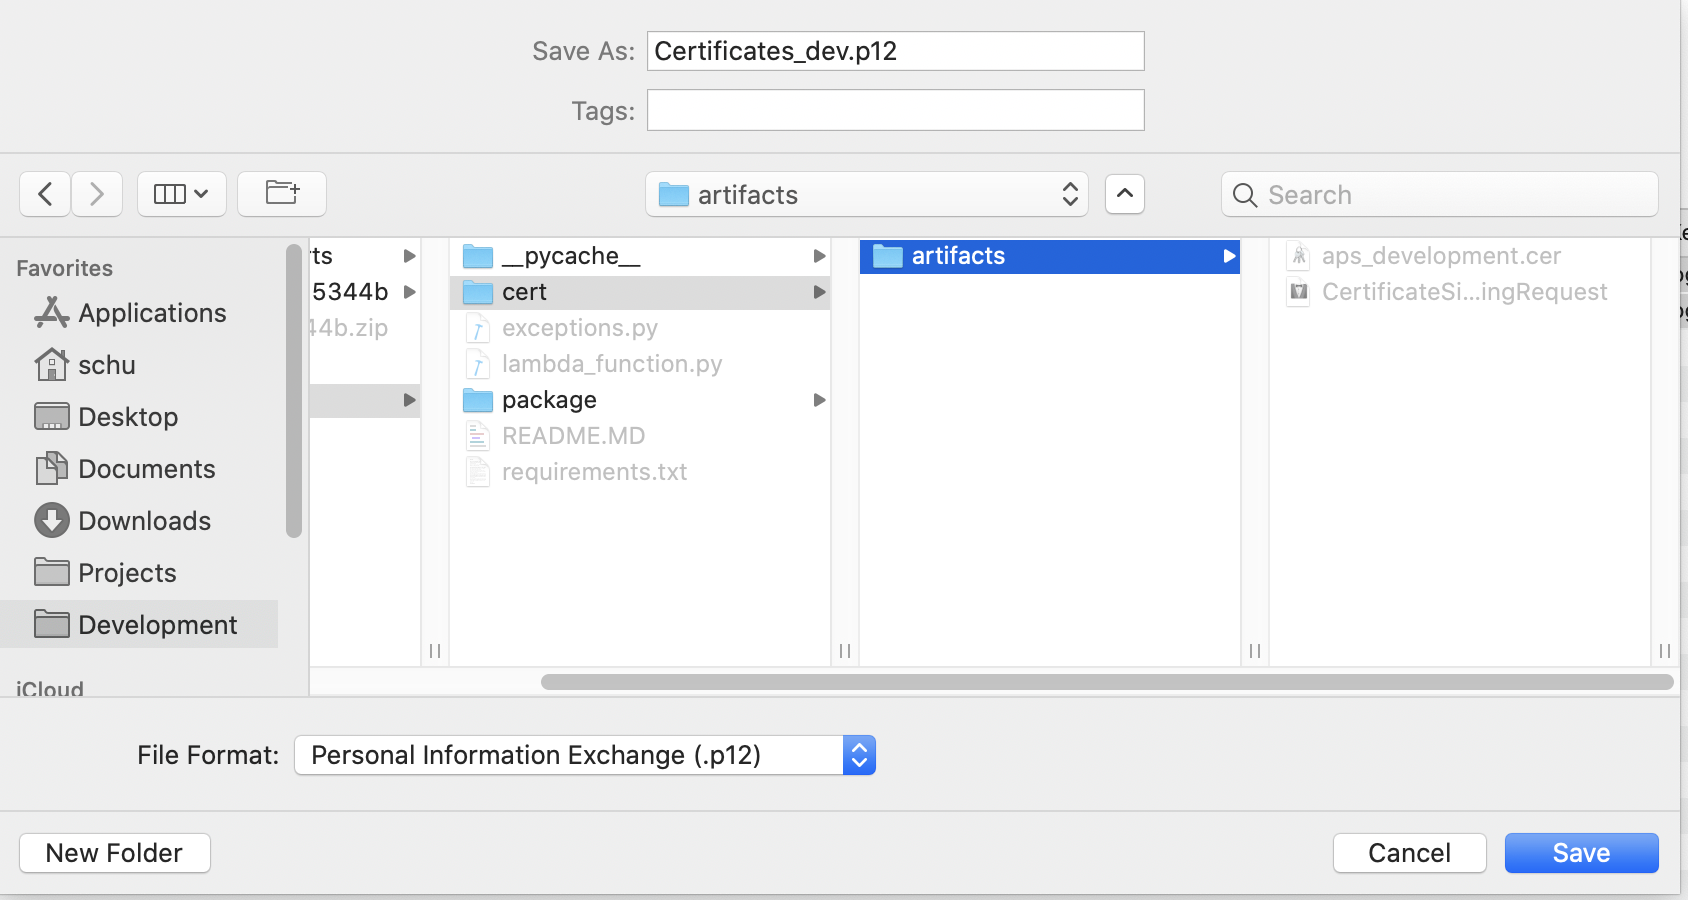 Save As: Certificates_dev.p12
Tags:
artifacts
Search
Favorites
Applications
schu
Desktop
Documents
Downloads
Projects
Development
iCloud
rts
5344b
44b.zip
__pycache__
cert
exceptions.py
lambda_function.py
package
README.MD
requirements.txt
artifacts
aps_development.cer
CertificateSi...ingRequest
File Format: Personal Information Exchange (.p12)
New Folder
Cancel
Save